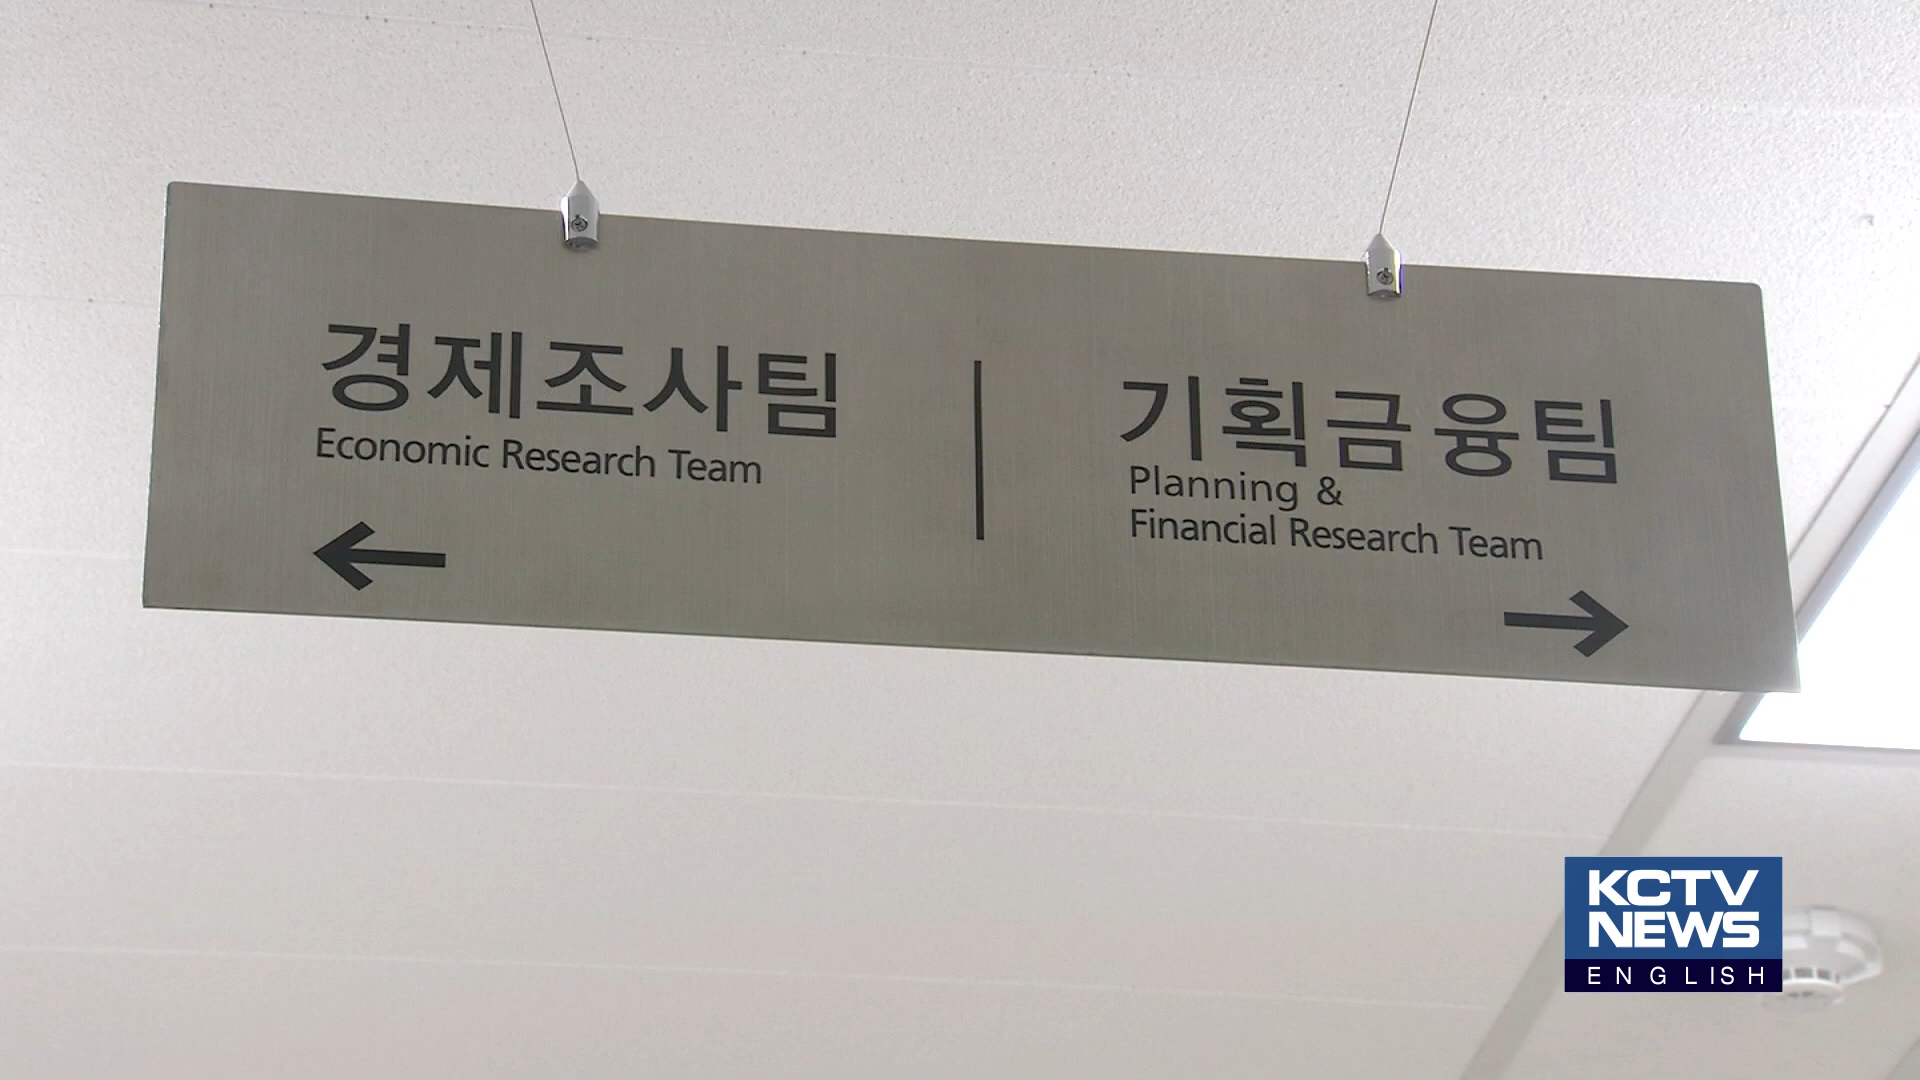 경제조사팀
Economic Research Team
←
기획금융팀
Planning &
Financial Research Team
→
KCTV
NEWS
ENGLISH